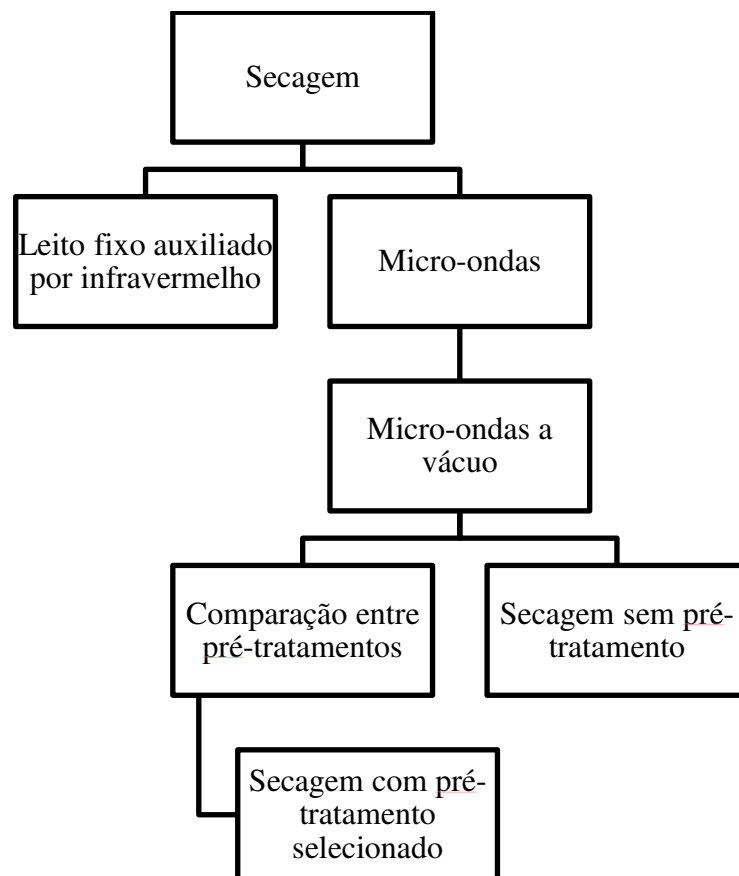 Secagem
Leito fixo auxiliado
por infravermelho
Micro-ondas
Micro-ondas a
vácuo
Comparação entre
pré-tratamentos
Secagem sem pré-
tratamento
Secagem com pré-
tratamento
selecionado